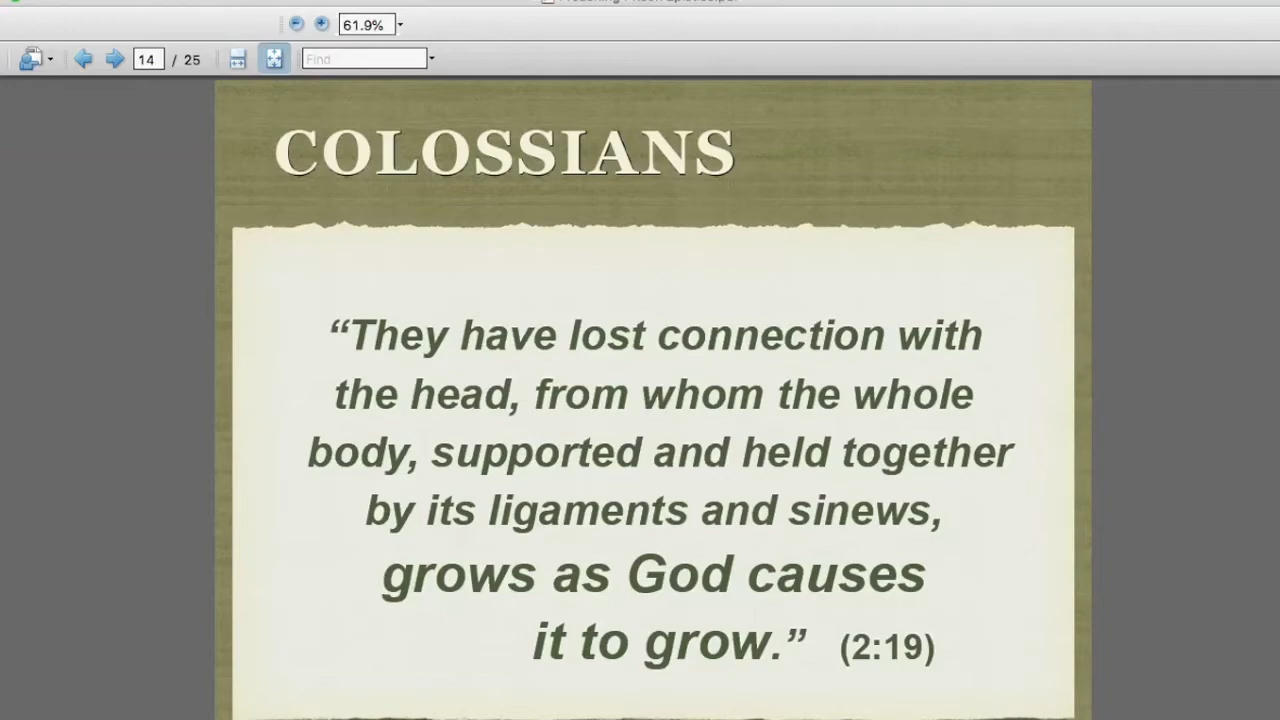 61.9%
14 / 25
Find
COLOSSIANS
“They have lost connection with
the head, from whom the whole
body, supported and held together
by its ligaments and sinews,
grows as God causes
it to grow.” (2:19)